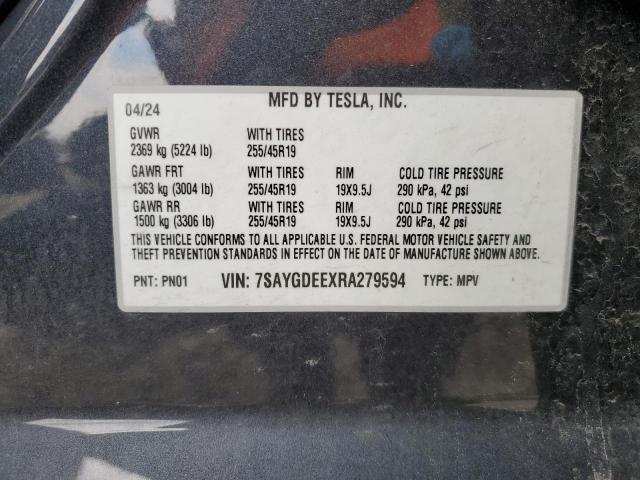 04/24 MFD BY TESLA, INC.
GVWR WITH TIRES
2369 kg (5224 lb) 255/45R19
GAWR FRT WITH TIRES RIM COLD TIRE PRESSURE
1363 kg (3004 lb) 255/45R19 19X9.5J 290 kPa, 42 psi
GAWR RR WITH TIRES RIM COLD TIRE PRESSURE
1500 kg (3306 lb) 255/45R19 19X9.5J 290 kPa, 42 psi
THIS VEHICLE CONFORMS TO ALL APPLICABLE U.S. FEDERAL MOTOR VEHICLE SAFETY AND
THEFT PREVENTION STANDARDS IN EFFECT ON THE DATE OF MANUFACTURE SHOWN ABOVE.
PNT: PN01 VIN: 7SAYGDEEXRA279594 TYPE: MPV